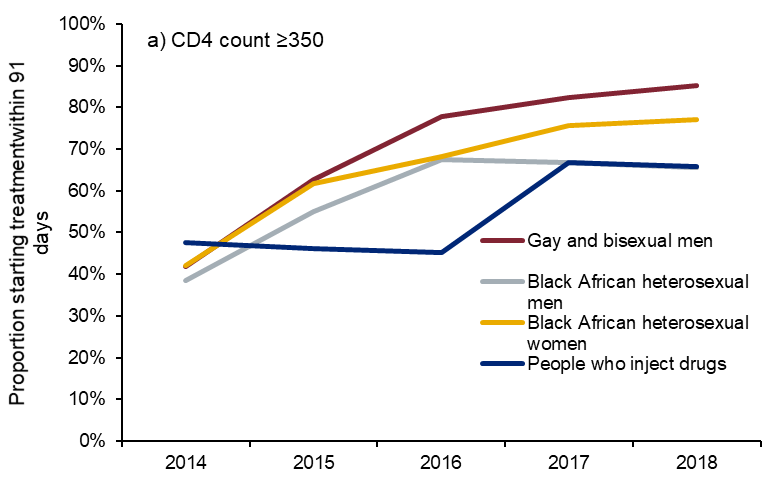 a) CD4 count ≥350
Proportion starting treatmentwithin 91
days
100%
90%
80%
70%
60%
50%
40%
30%
20%
10%
0%
Gay and bisexual men
Black African heterosexual
men
Black African heterosexual
women
People who inject drugs
2014
2015
2016
2017
2018